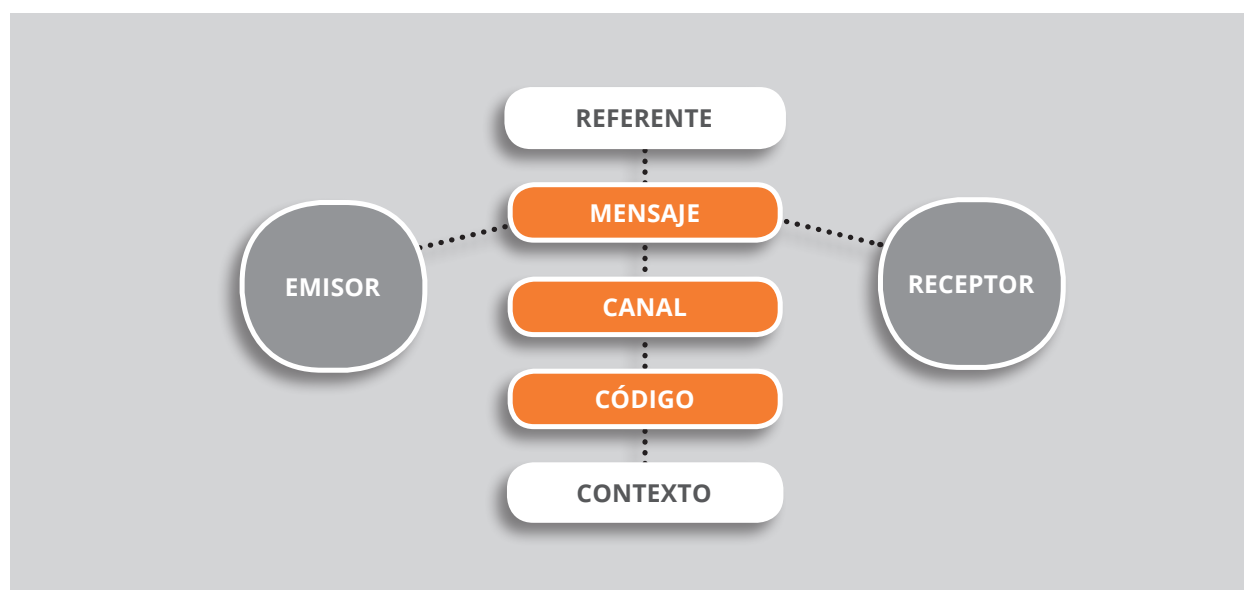 REFERENTE
MENSAJE
EMISOR
RECEPTOR
CANAL
CÓDIGO
CONTEXTO